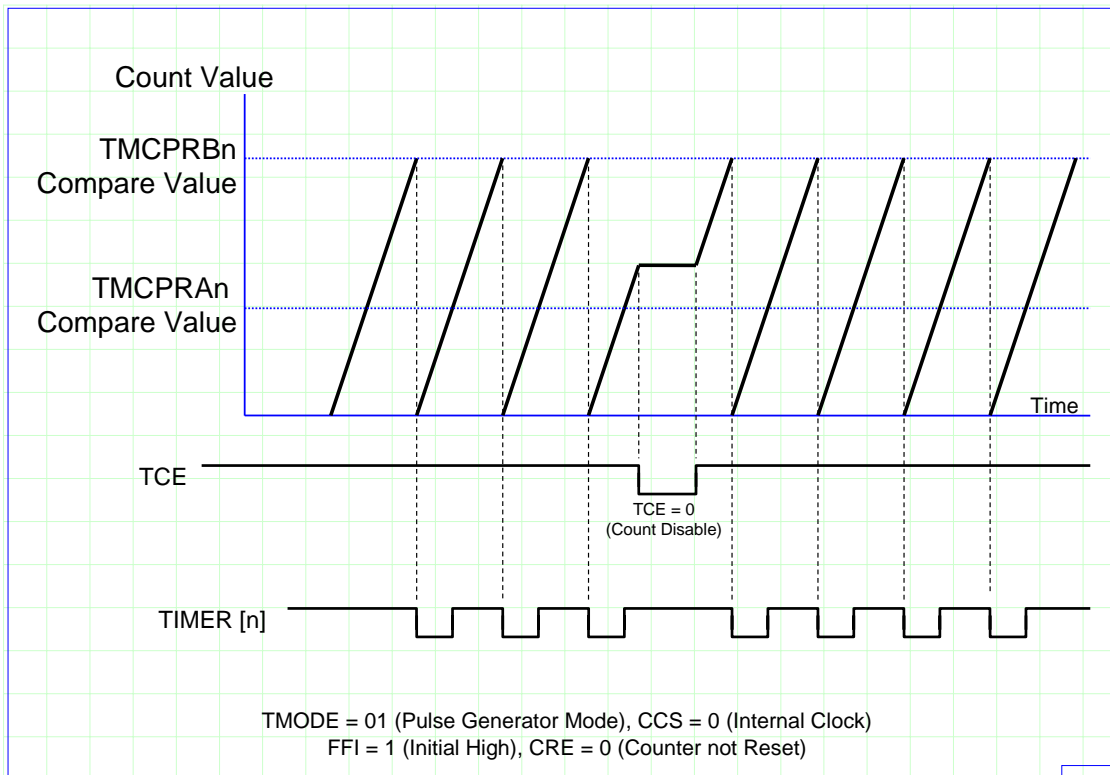 Count Value
TMCPRBn
Compare Value
TMCPRAn
Compare Value
Time
TCE
TCE = 0
(Count Disable)
TIMER [n]
TMODE = 01 (Pulse Generator Mode), CCS = 0 (Internal Clock)
FFI = 1 (Initial High), CRE = 0 (Counter not Reset)